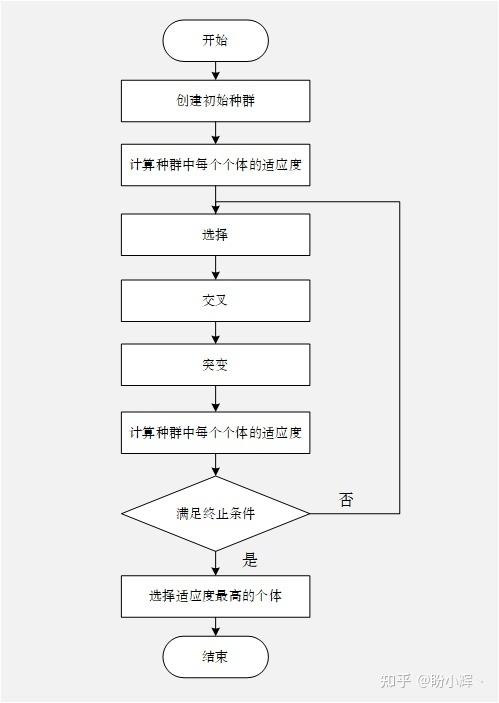 开始
创建初始种群
计算种群中每个个体的适应度
选择
交叉
突变
计算种群中每个个体的适应度
满足终止条件
否
是
选择适应度最高的个体
结束
知乎 @盼小辉、